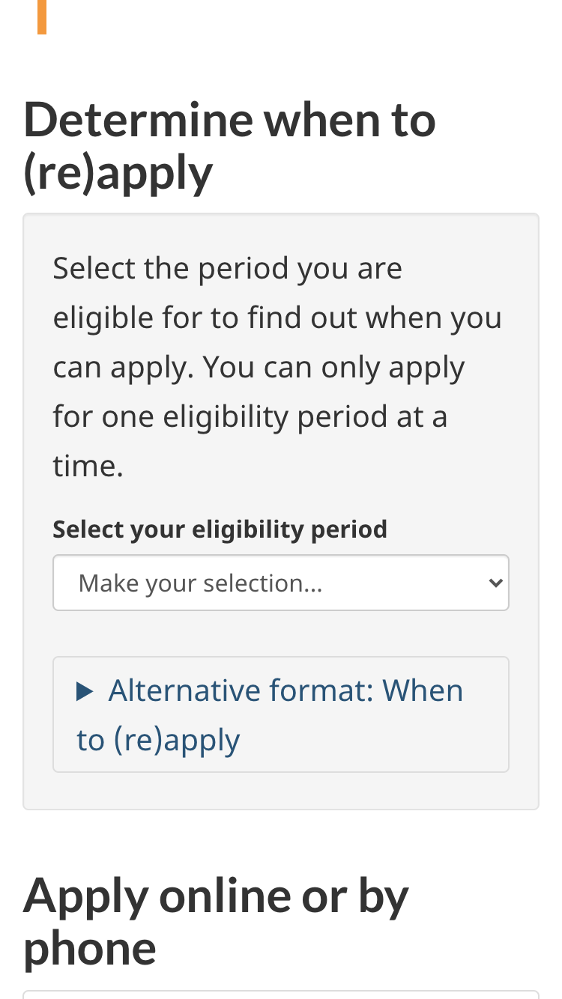 Determine when to
(re)apply
Select the period you are
eligible for to find out when you
can apply. You can only apply
for one eligibility period at a
time.
Select your eligibility period
Make your selection...
Alternative format: When
to (re)apply
Apply online or by
phone